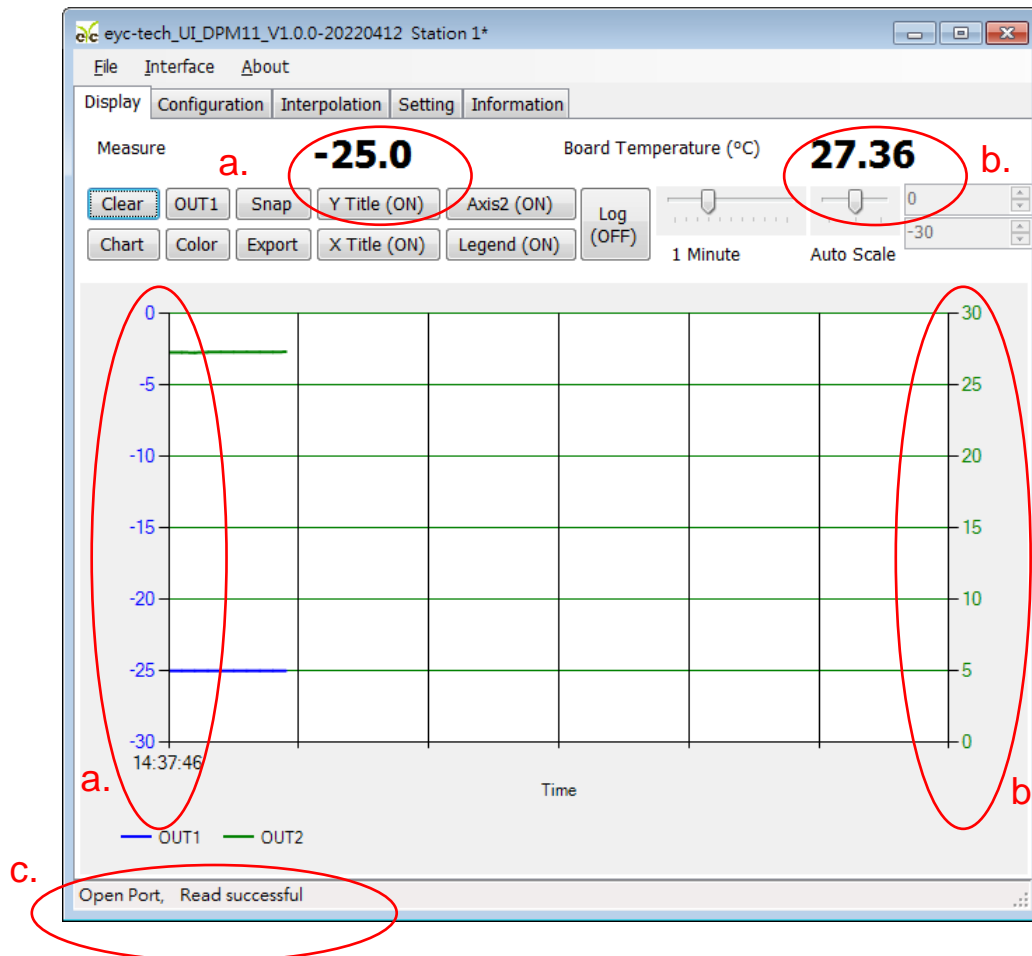 eyc eyc-tech_UI_DPM11_V1.0.0-20220412 Station 1*
File Interface About
Display Configuration Interpolation Setting Information
Measure a. -25.0 Board Temperature (°C) 27.36 b.
Clear OUT1 Snap Y Title (ON) Axis2 (ON) Log (OFF) 0
Chart Color Export X Title (ON) Legend (ON) 1 Minute Auto Scale -30
0 30
-5 25
-10 20
-15 15
-20 10
-25 5
-30 0
14:37:46
a. Time b
OUT1 OUT2
c.
Open Port, Read successful